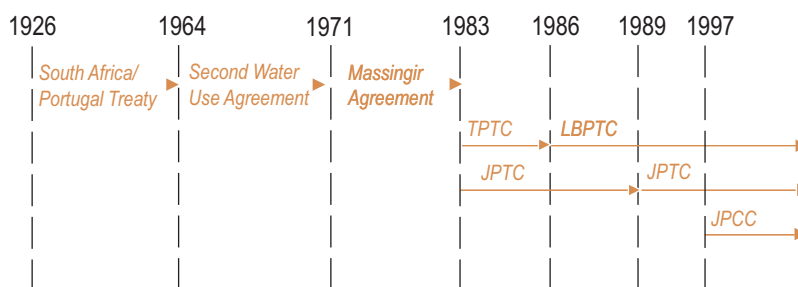 1926 1964 1971 1983 1986 1989 1997
South Africa/
Portugal Treaty
Second Water
Use Agreement
Massingir
Agreement
TPTC LBPTC
JPTC JPTC
JPCC